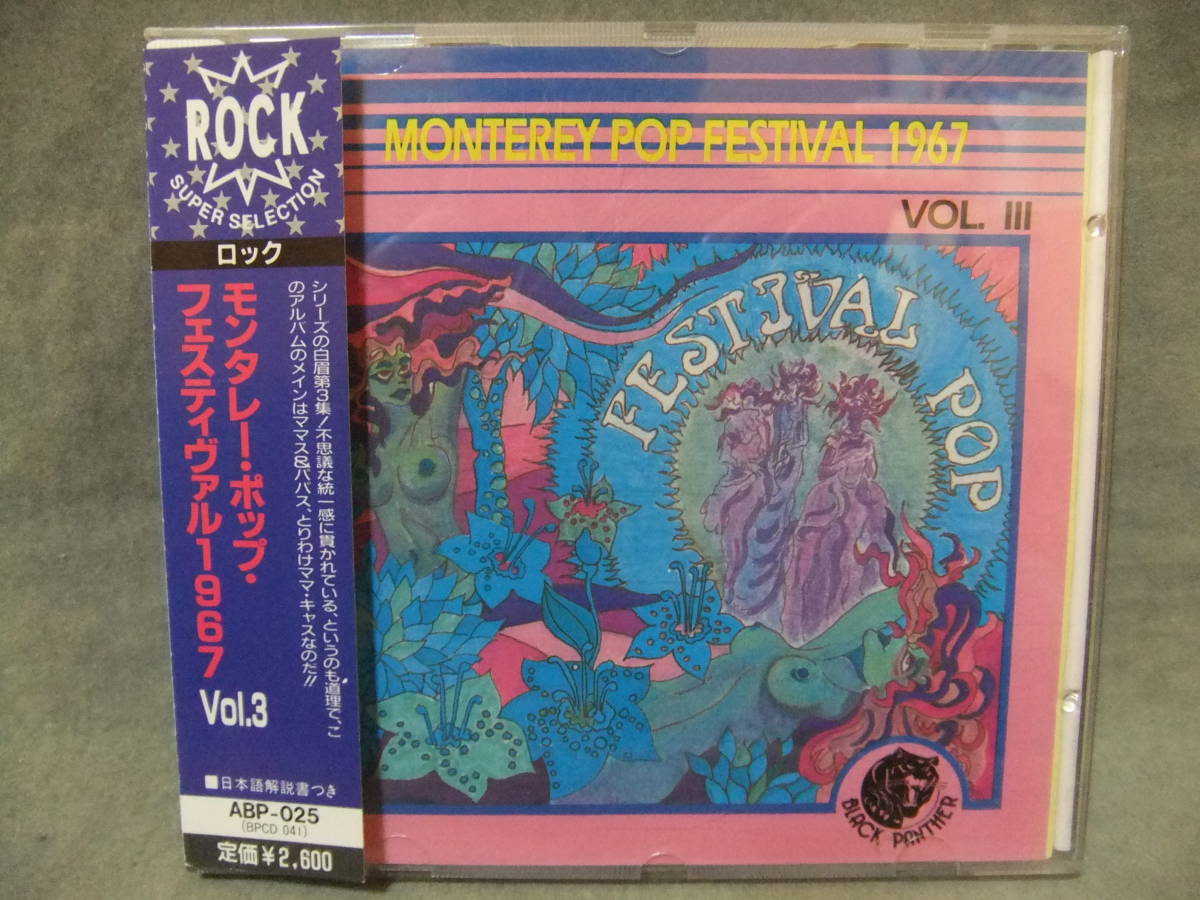 ROCK
SUPER SELECTION
ロック
モンタレー・ポップ・
フェスティヴァル1967
Vol.3
シリーズの白眉第3集!不思議な統一感に貫かれている、というのも道理で、こ
のアルバムのメインはママス&パパス、とりわけママ・キャスなのだ!!
■日本語解説書つき
ABP-025
(BPCD 041)
定価¥2,600
MONTEREY POP FESTIVAL 1967
VOL. III
FESTIVAL POP
BLACK PANTHER